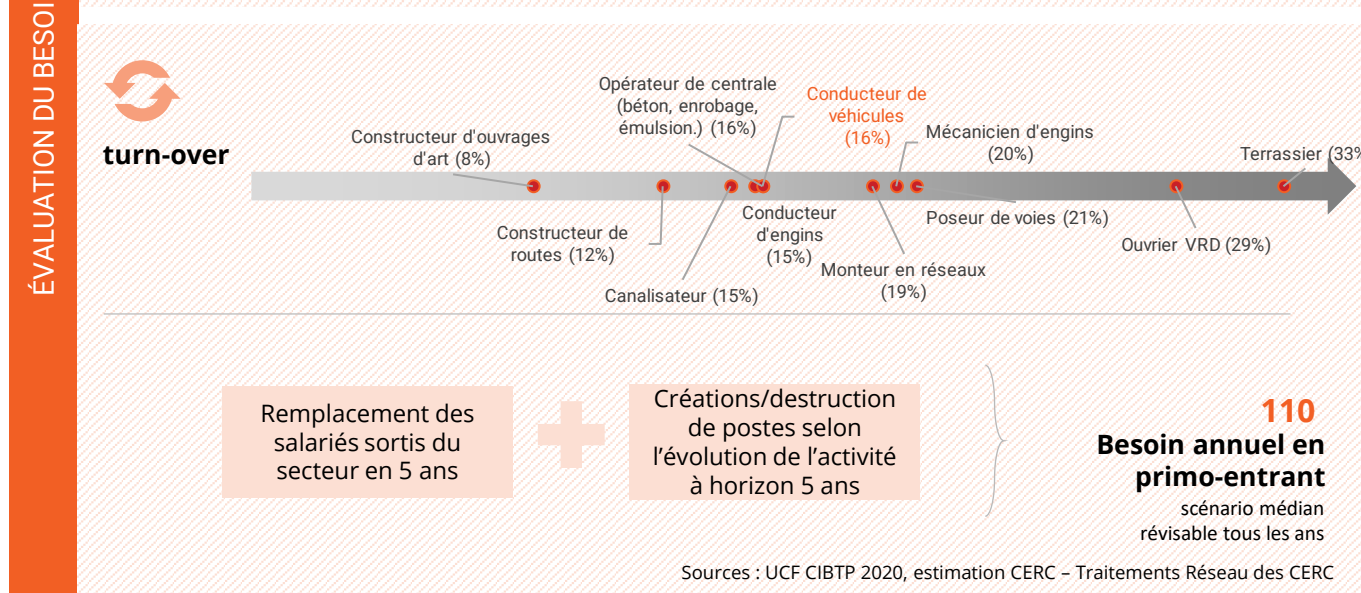 ÉVALUATION DU BESOI
turn-over
Constructeur d'ouvrages
d'art (8%)
Opérateur de centrale
(béton, enrobage,
émulsion.) (16%)
Conducteur de
véhicules
(16%)
Mécanicien d'engins
(20%)
Terrassier (33%
Constructeur de
routes (12%)
Canalisateur (15%)
Conducteur
d'engins
(15%)
Monteur en réseaux
(19%)
Poseur de voies (21%)
Ouvrier VRD (29%)
Remplacement des
salariés sortis du
secteur en 5 ans
Créations/destruction
de postes selon
l'évolution de l'activité
à horizon 5 ans
110
Besoin annuel en
primo-entrant
scénario médian
révisable tous les ans
Sources : UCF CIBTP 2020, estimation CERC – Traitements Réseau des CERC